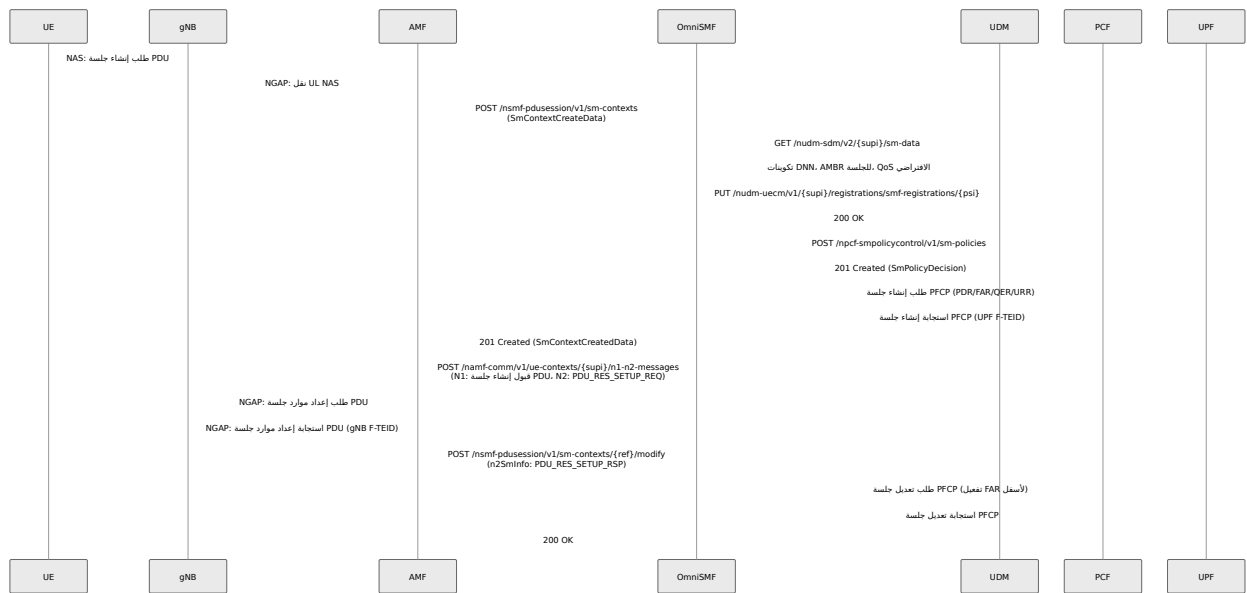 UE gNB AMF OmniSMF UDM PCF UPF
NAS: طلب إنشاء جلسة PDU
NGAP: نقل UL NAS
POST /nsmf-pdusession/v1/sm-contexts
(SmContextCreateData)
GET /nudm-sdm/v2/{supi}/sm-data
تكوينات DNN، AMBR للجلسة، QoS الافتراضي
PUT /nudm-uecm/v1/{supi}/registrations/smf-registrations/{psi}
200 OK
POST /npcf-smpolicycontrol/v1/sm-policies
201 Created (SmPolicyDecision)
طلب إنشاء جلسة PFCP (PDR/FAR/QER/URR)
استجابة إنشاء جلسة PFCP (UPF F-TEID)
201 Created (SmContextCreatedData)
POST /namf-comm/v1/ue-contexts/{supi}/n1-n2-messages
(N1: قبول إنشاء جلسة PDU، N2: PDU_RES_SETUP_REQ)
NGAP: طلب إعداد موارد جلسة PDU
NGAP: استجابة إعداد موارد جلسة PDU (gNB F-TEID)
POST /nsmf-pdusession/v1/sm-contexts/{ref}/modify
(n2SmInfo: PDU_RES_SETUP_RSP)
طلب تعديل جلسة PFCP (تفعيل FAR لأسفل)
استجابة تعديل جلسة PFCP
200 OK
UE gNB AMF OmniSMF UDM PCF UPF